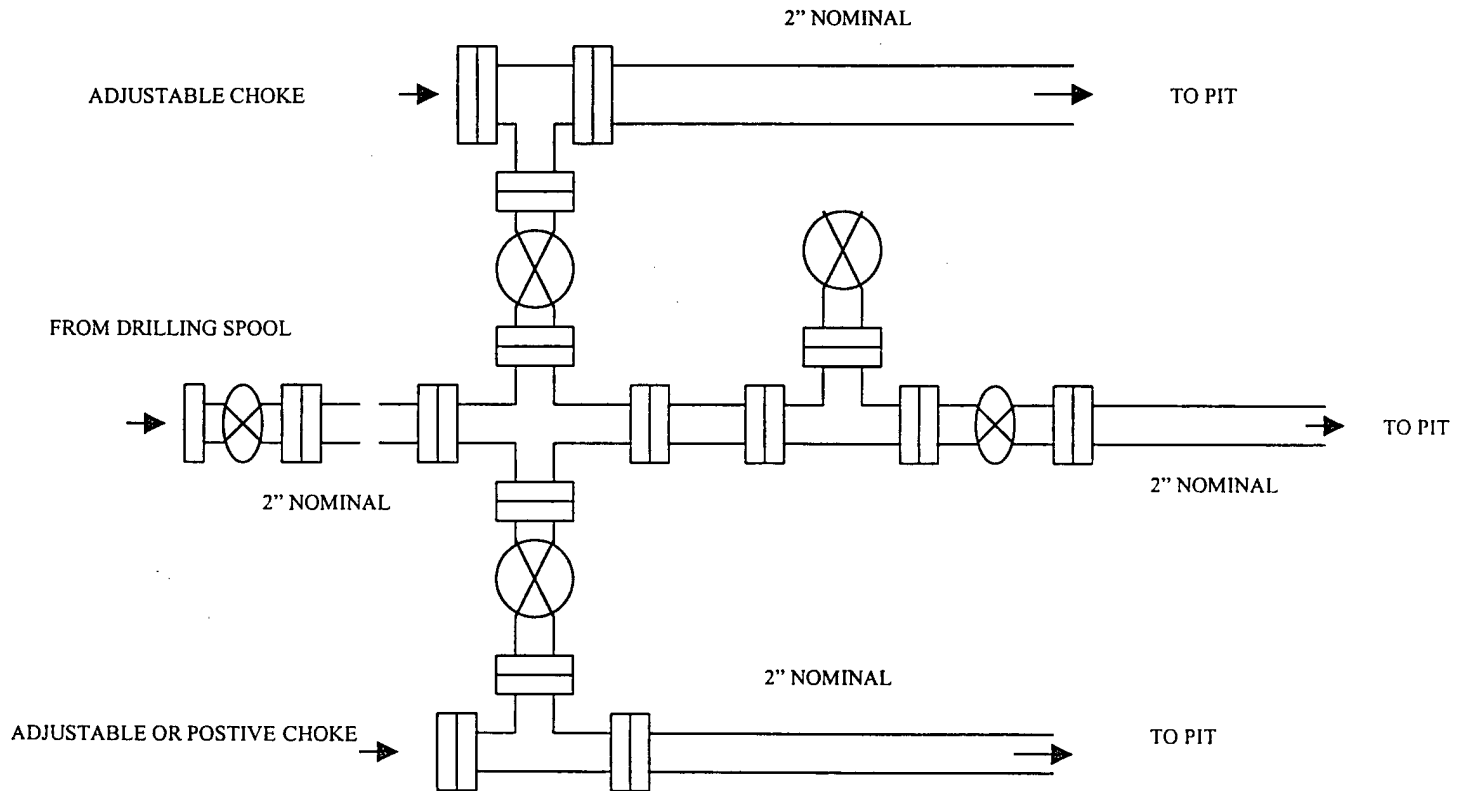 2” NOMINAL
ADJUSTABLE CHOKE
TO PIT
FROM DRILLING SPOOL
TO PIT
2” NOMINAL
2” NOMINAL
2” NOMINAL
ADJUSTABLE OR POSTIVE CHOKE
TO PIT